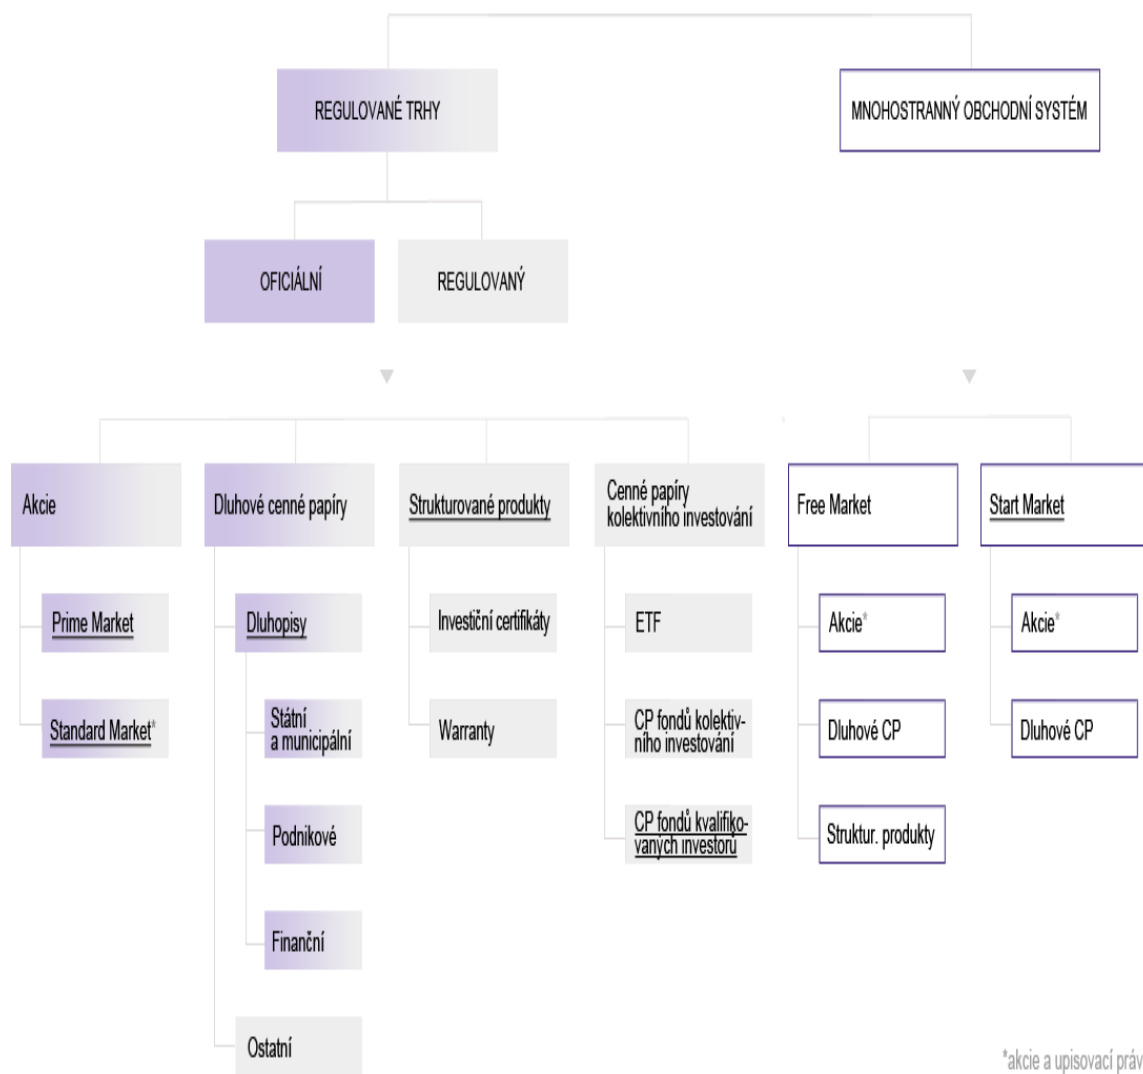 REGULOVANÉ TRHY
MNOHOSTRANNÝ OBCHODNÍ SYSTÉM
OFICIÁLNÍ
REGULOVANÝ
Akcie
Prime Market
Standard Market*
Dluhové cenné papíry
Dluhopisy
Státní
a municipální
Podnikové
Finanční
Ostatní
Strukturované produkty
Investiční certifikáty
Warranty
Cenné papíry
kolektivního investování
ETF
CP fondů kolektiv-
ního investování
CP fondů kvalifiko-
vaných investorů
Free Market
Akcie*
Dluhové CP
Struktur. produkty
Start Market
Akcie*
Dluhové CP
*akcie a upisovací práv